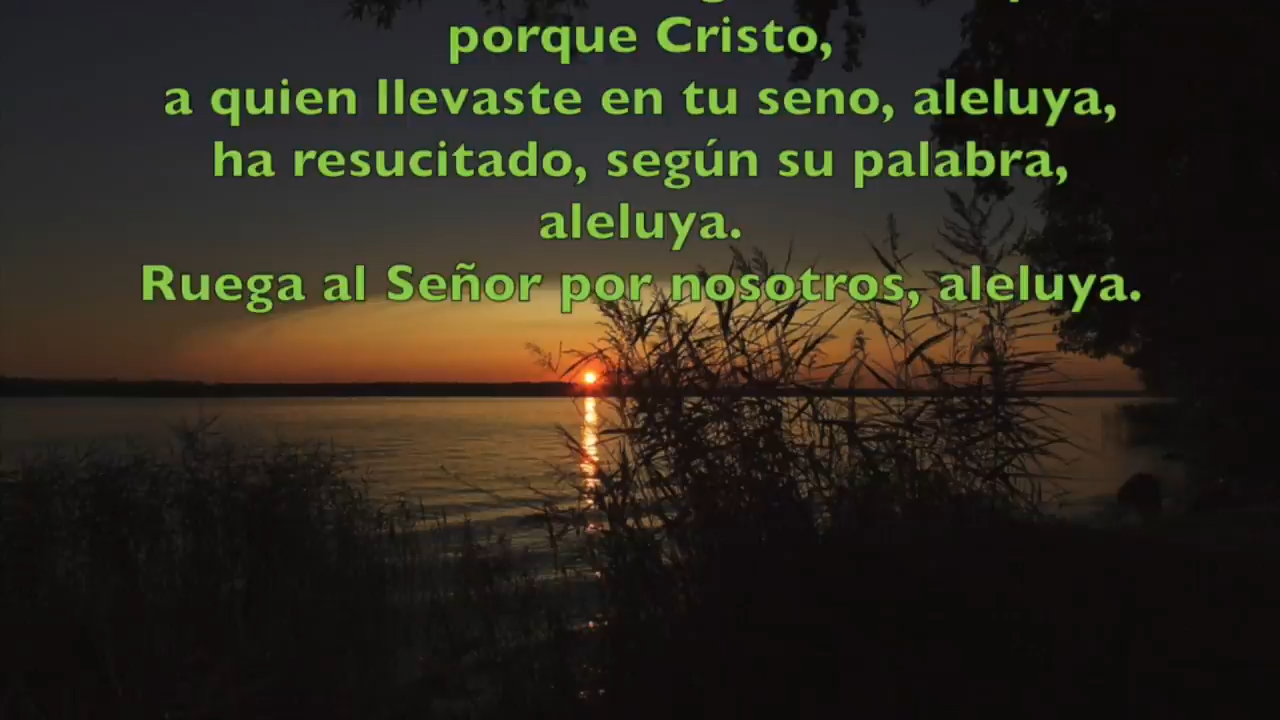 porque Cristo,
a quien llevaste en tu seno, aleluya,
ha resucitado, según su palabra,
aleluya.
Ruega al Señor por nosotros, aleluya.